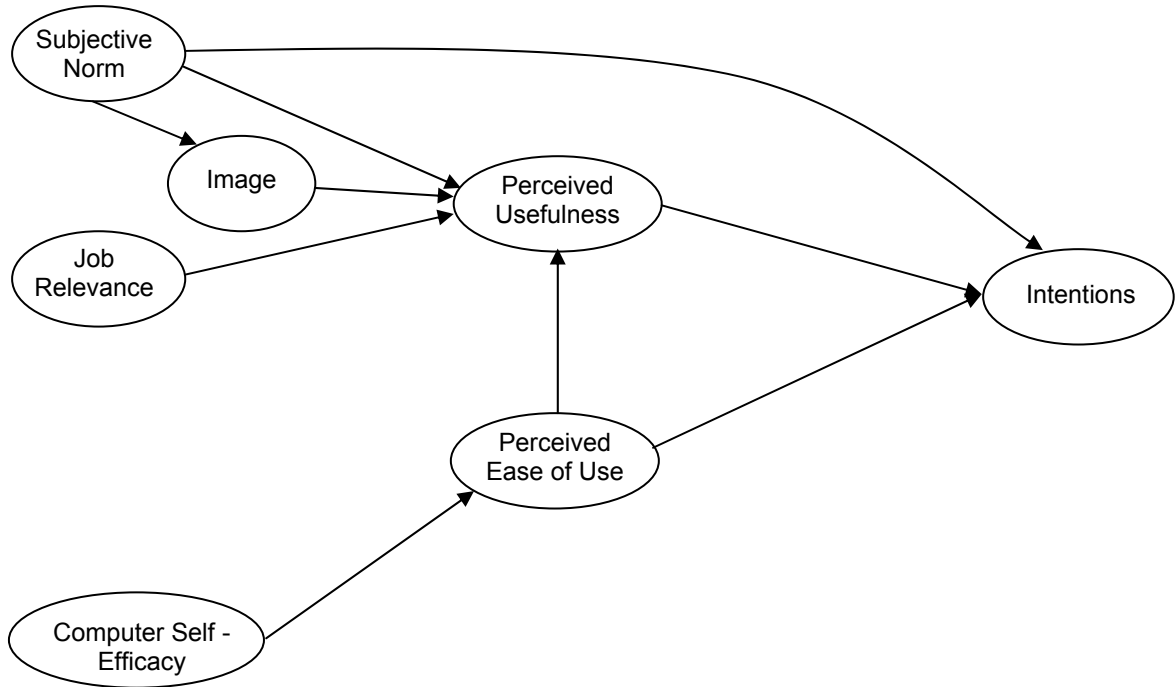 Subjective
Norm
Image
Perceived
Usefulness
Job
Relevance
Intentions
Perceived
Ease of Use
Computer Self -
Efficacy